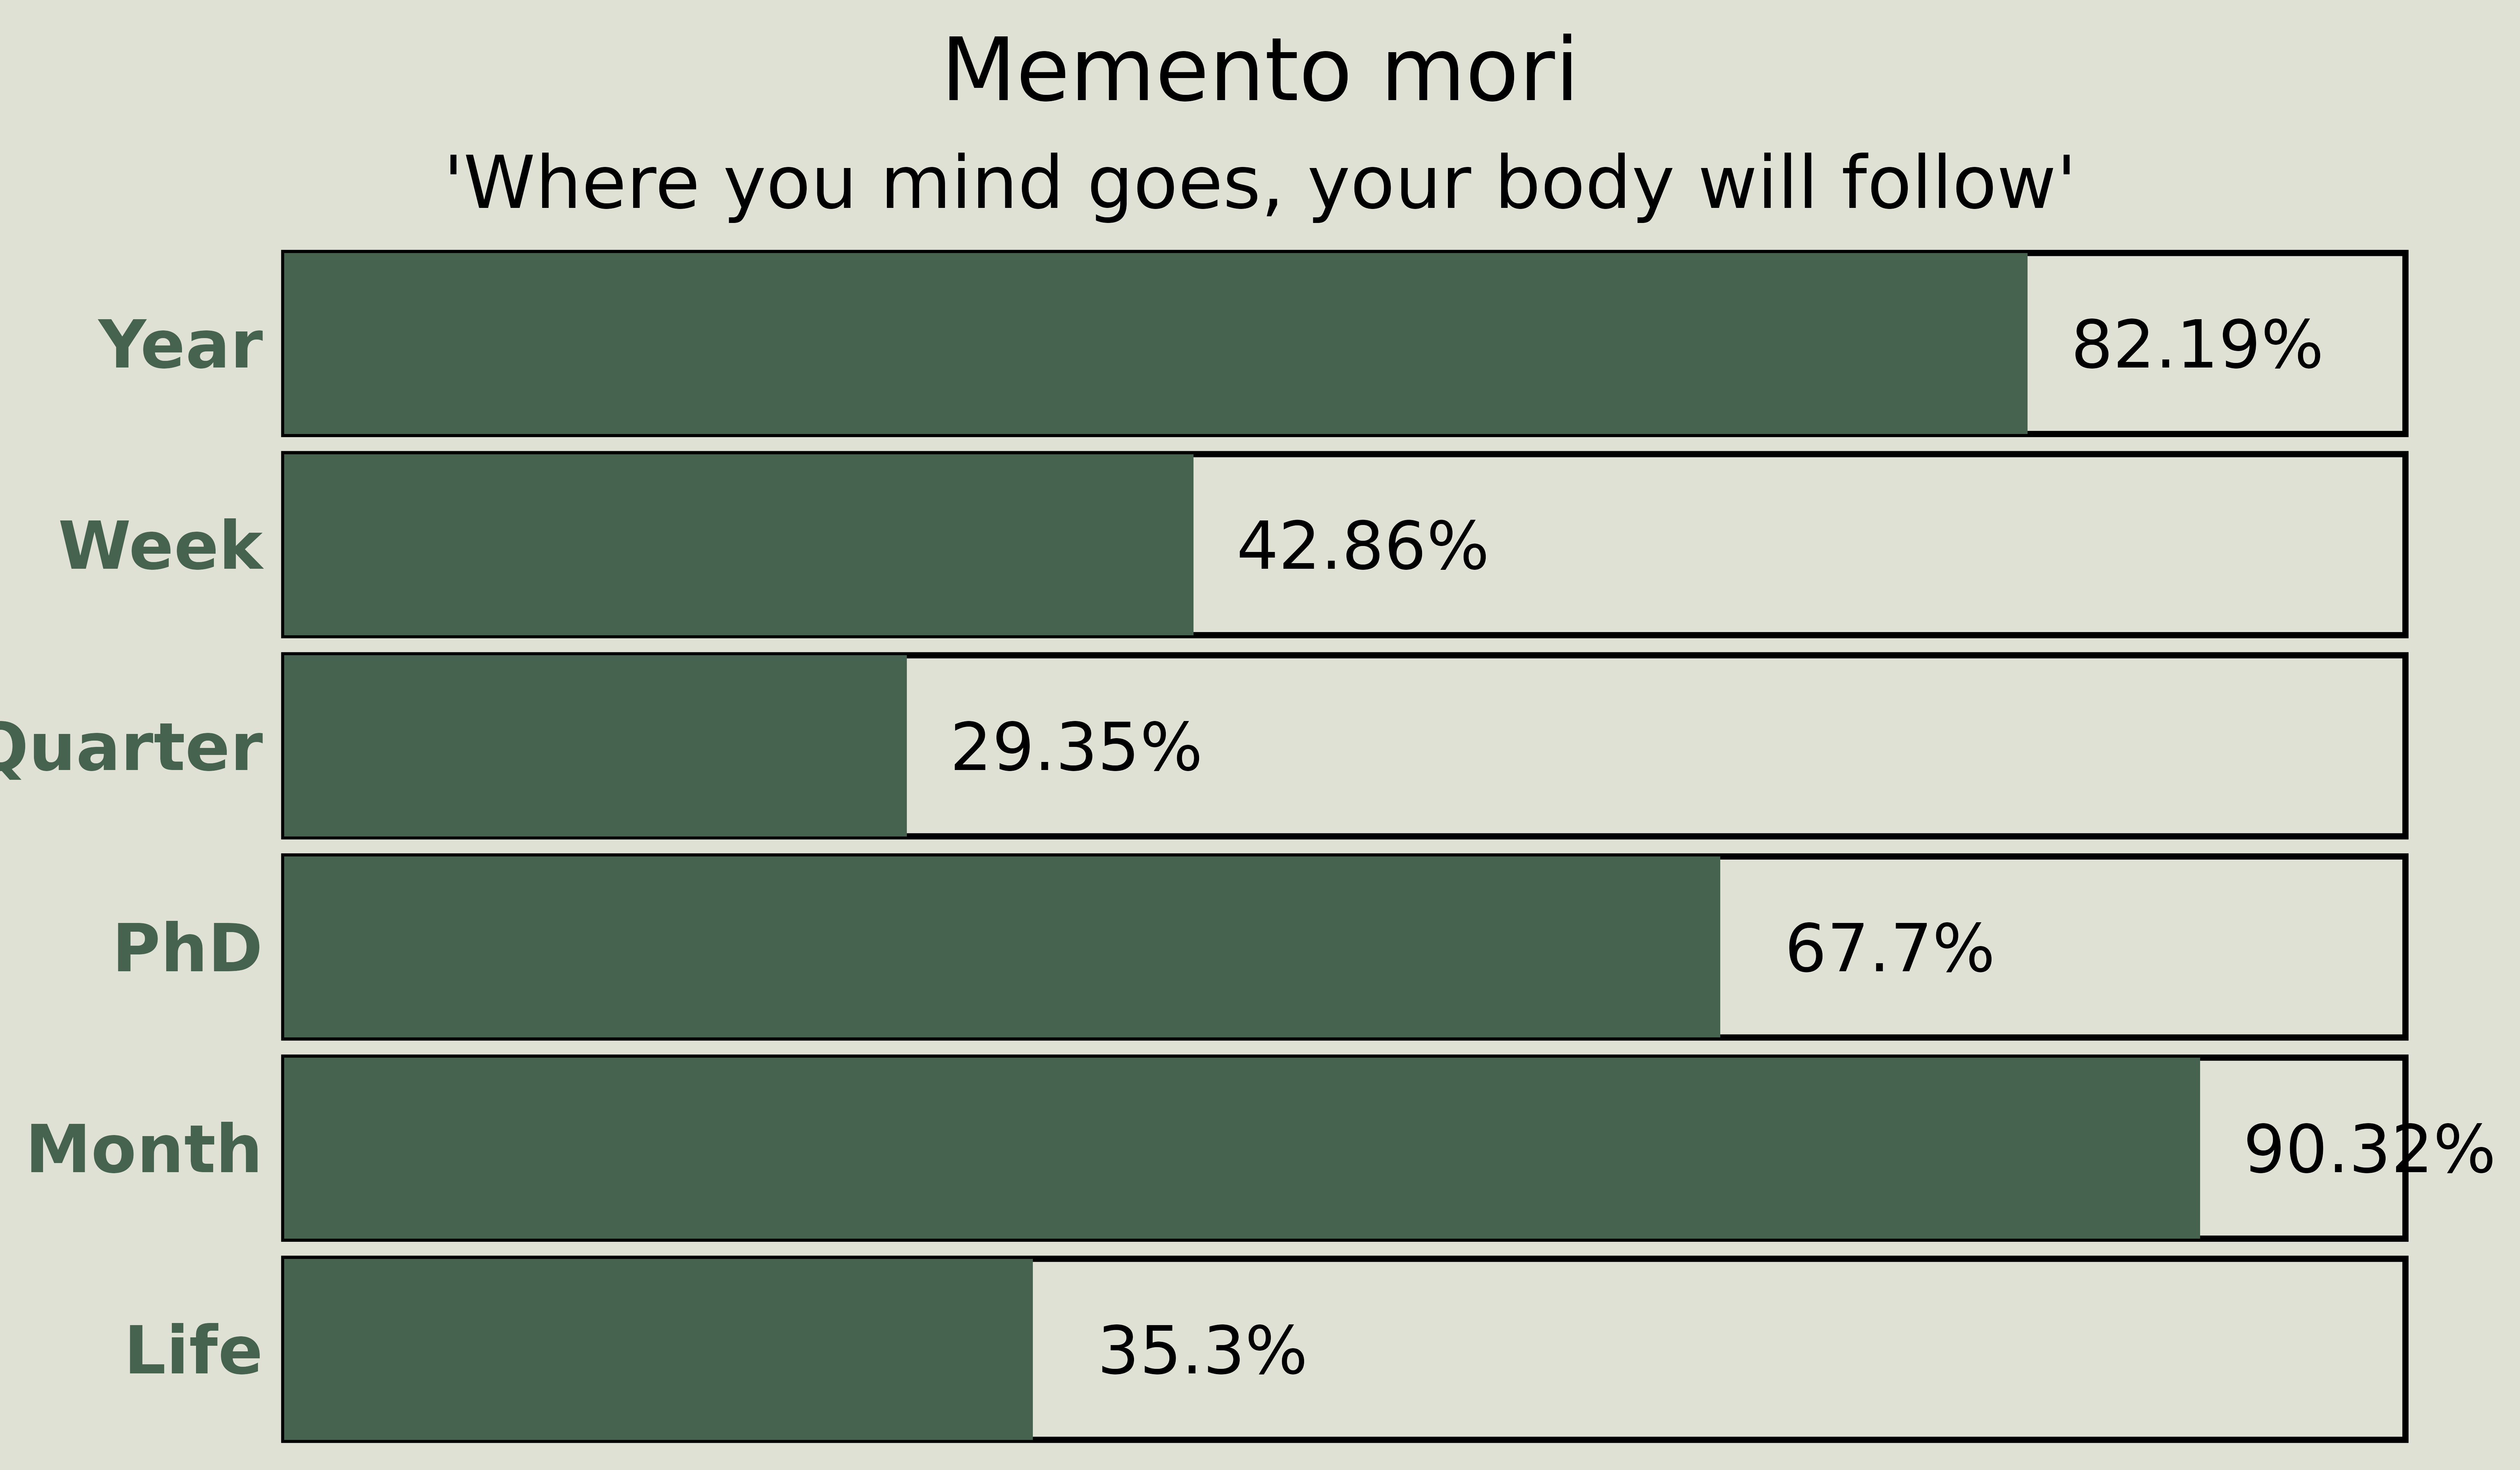 Memento mori
'Where you mind goes, your body will follow'
Year 82.19%
Week 42.86%
Quarter 29.35%
PhD 67.7%
Month 90.32%
Life 35.3%